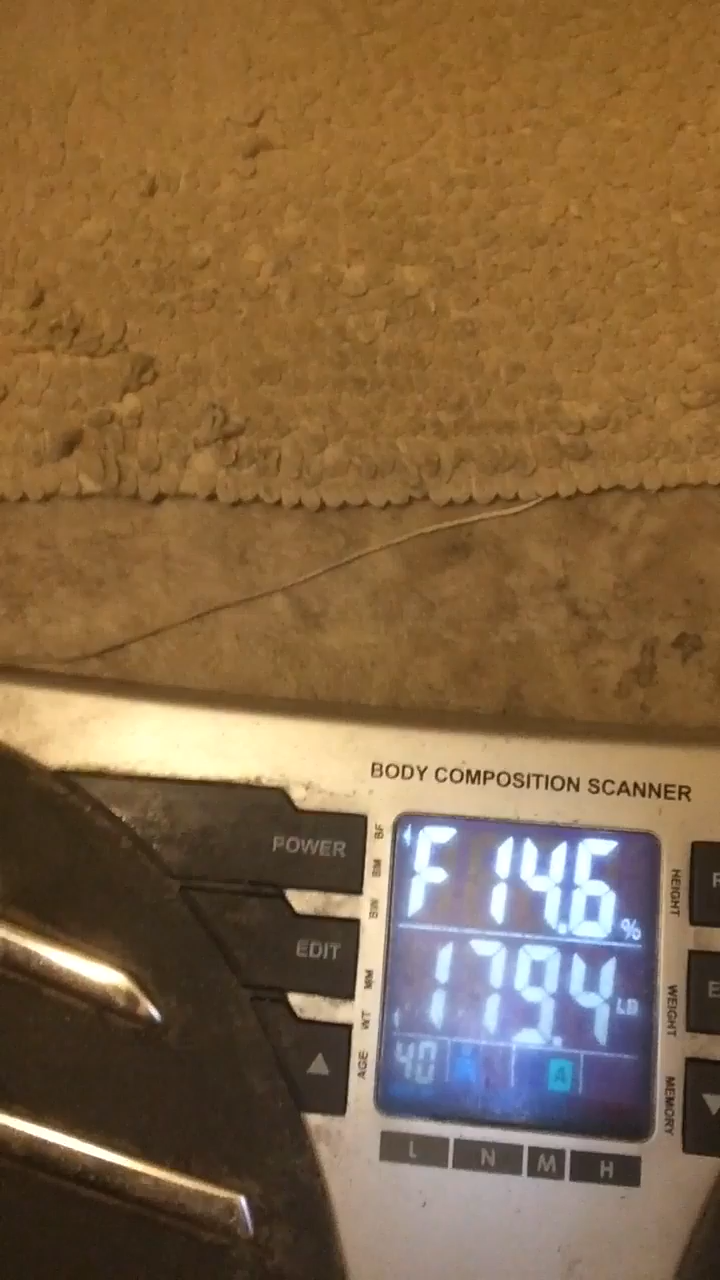 BODY COMPOSITION SCANNER
POWER
EDIT
BF
BM
BW
MM
WT
AGE
F 14.6 %
179.4 LB
40
A
HEIGHT
WEIGHT
MEMORY
L N M H